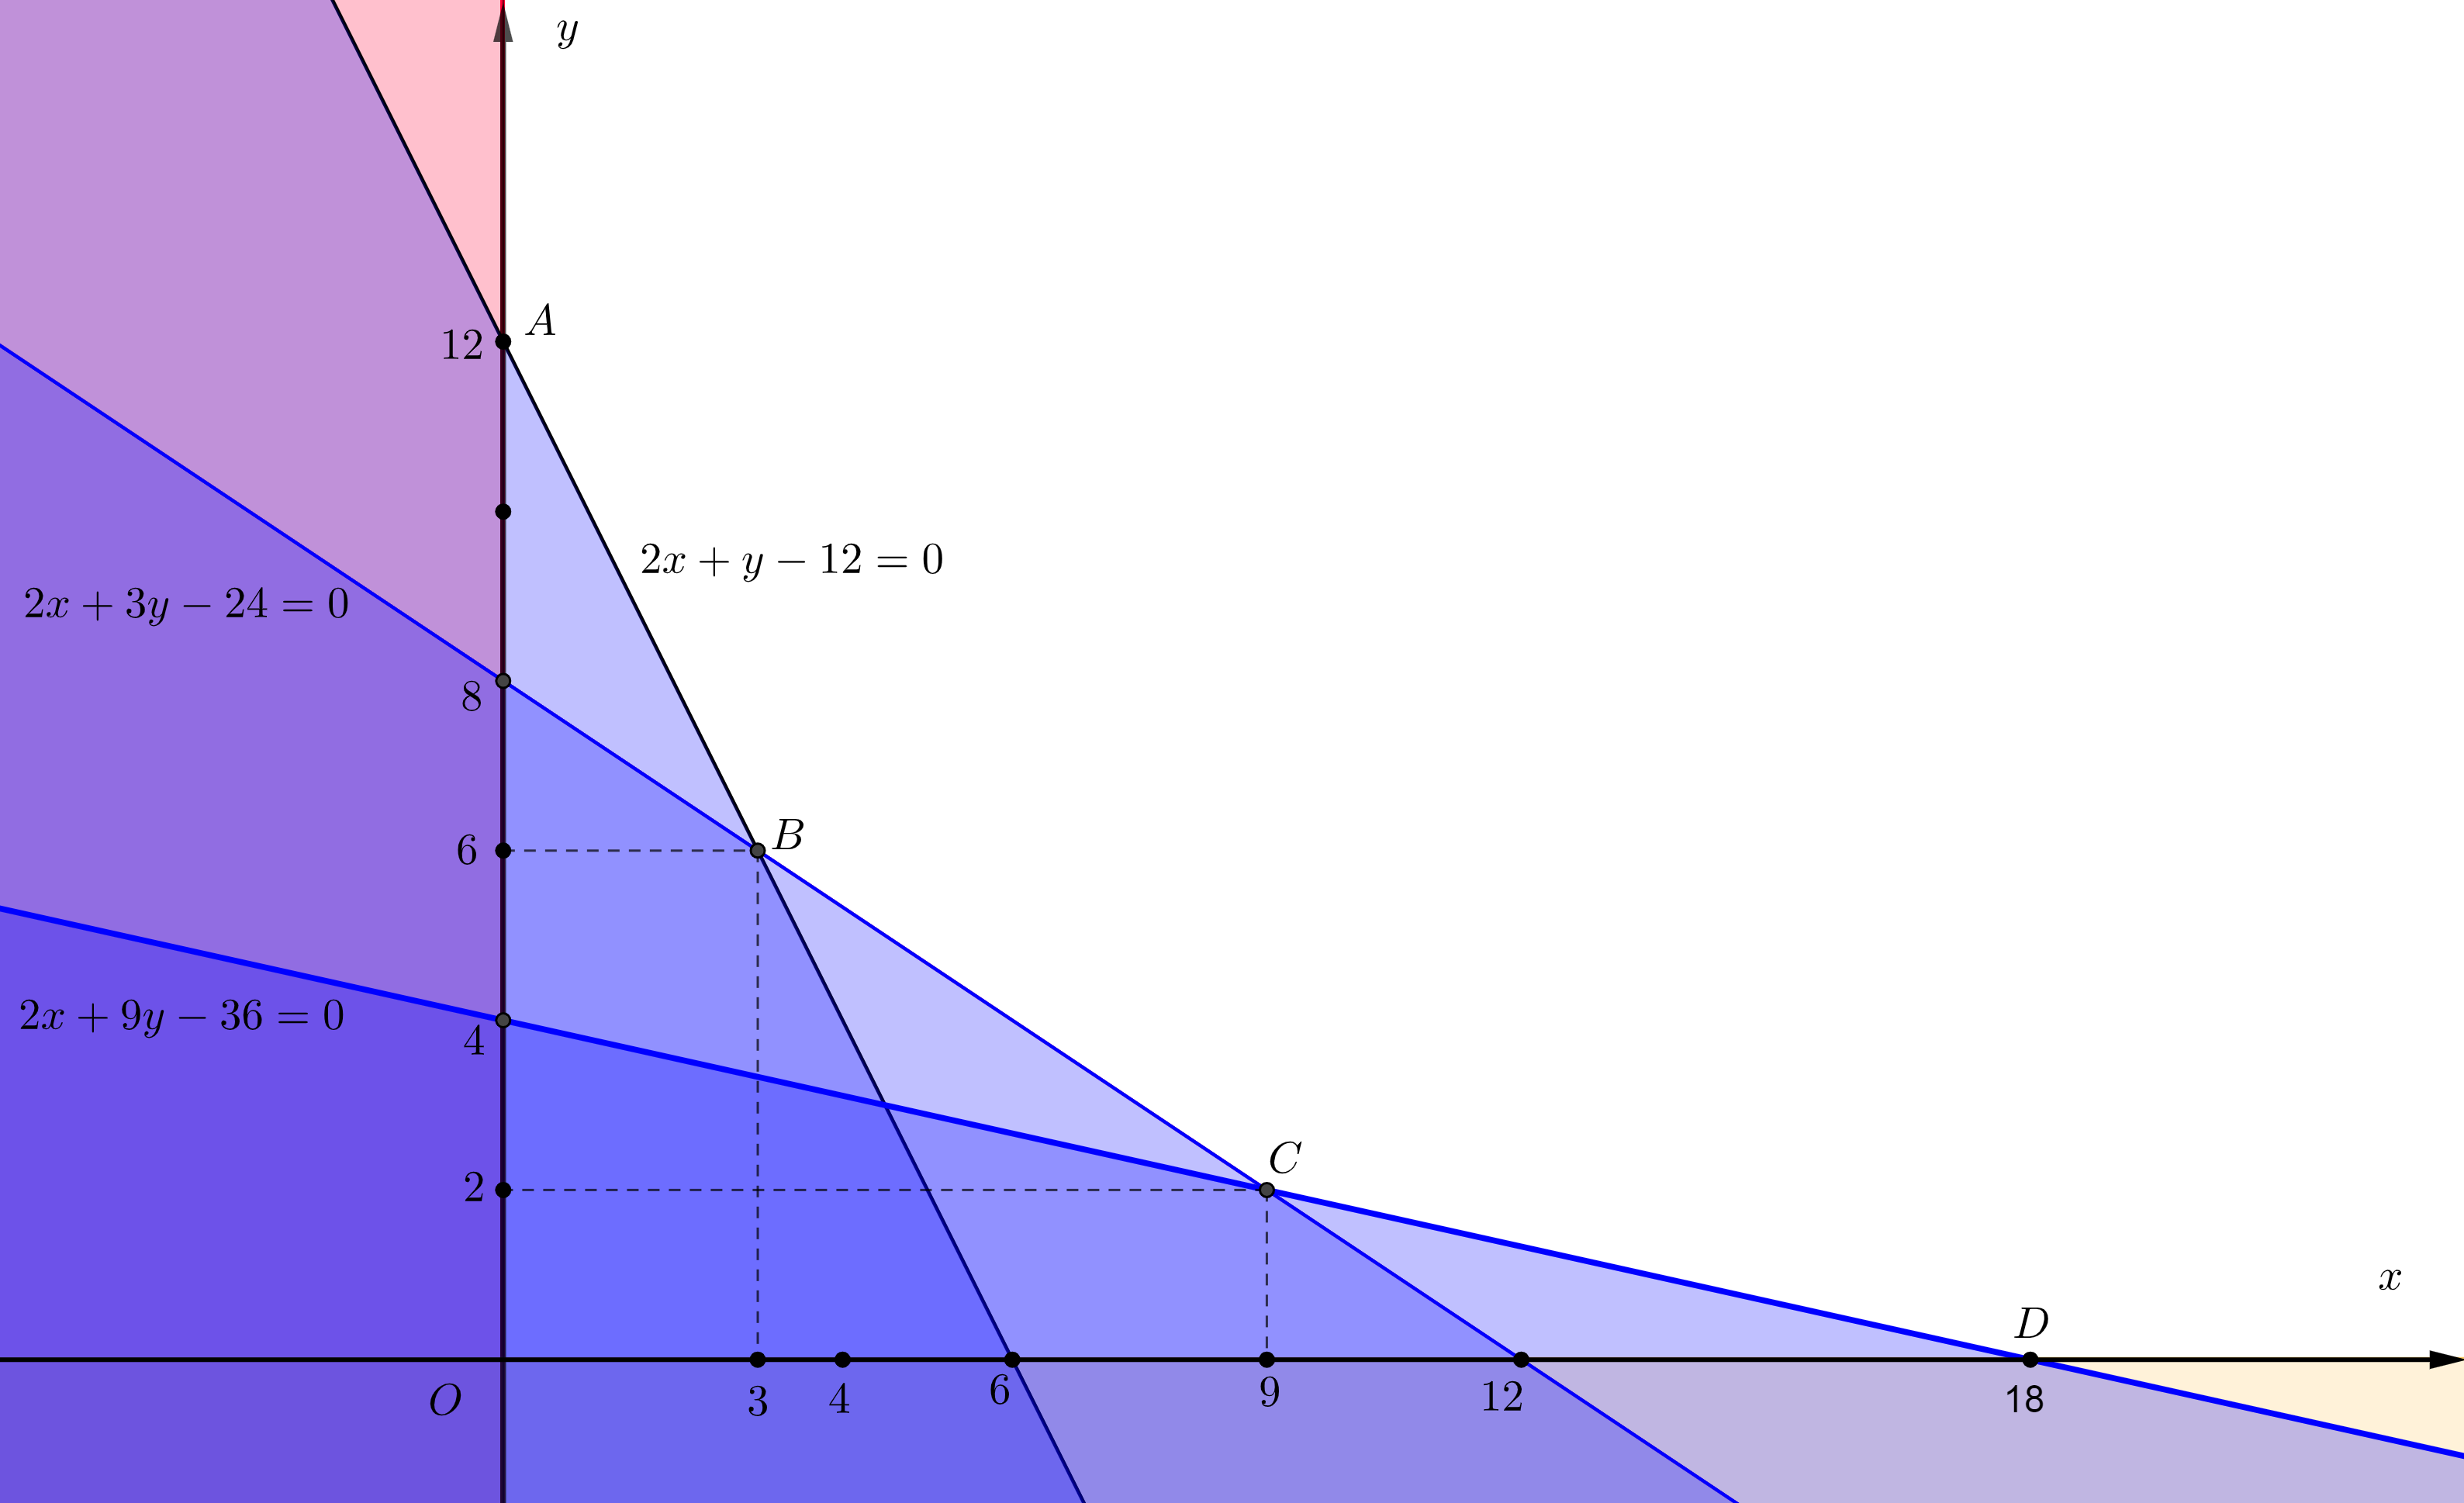 y
A
12
2x + y − 12 = 0
2x + 3y − 24 = 0
8
B
6
2x + 9y − 36 = 0
4
C
2
x
D
O
3
4
6
9
12
18